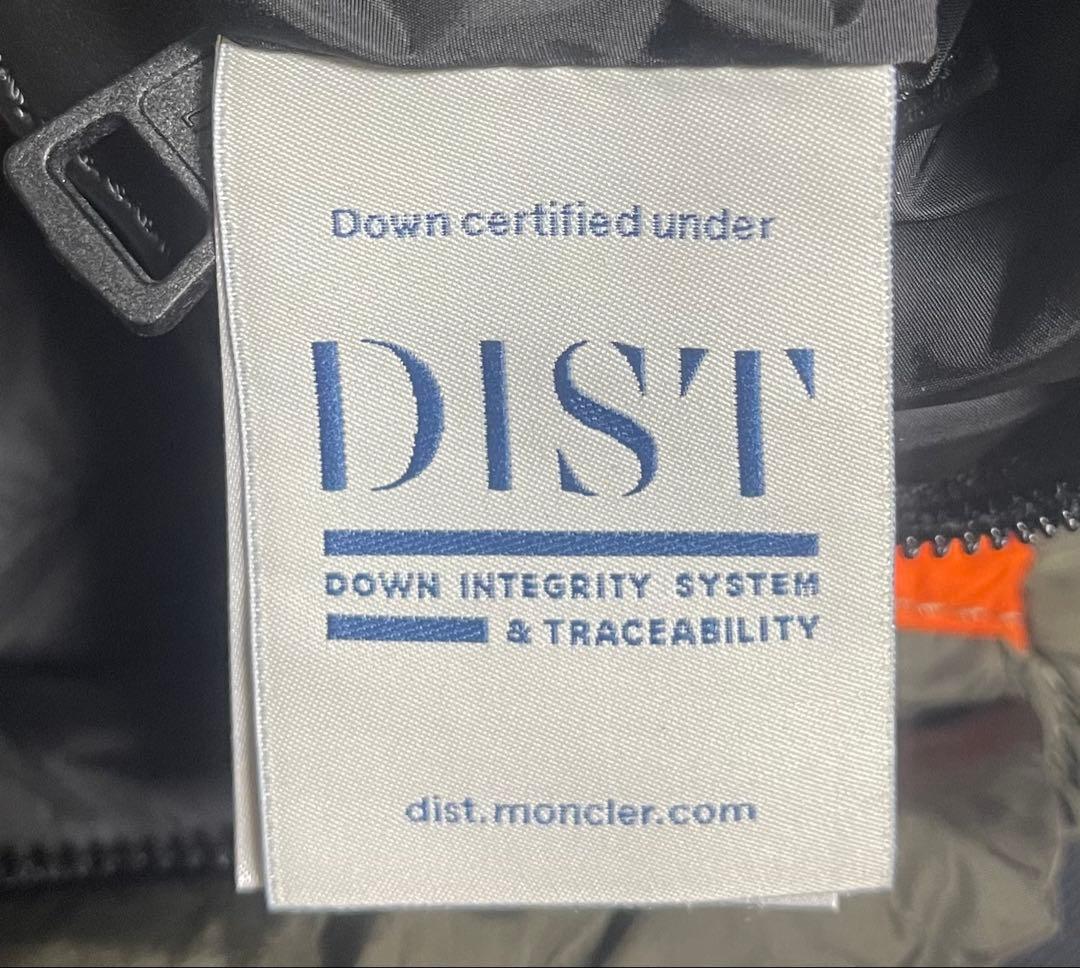 Down certified under
DIST
DOWN INTEGRITY SYSTEM
& TRACEABILITY
dist.moncler.com